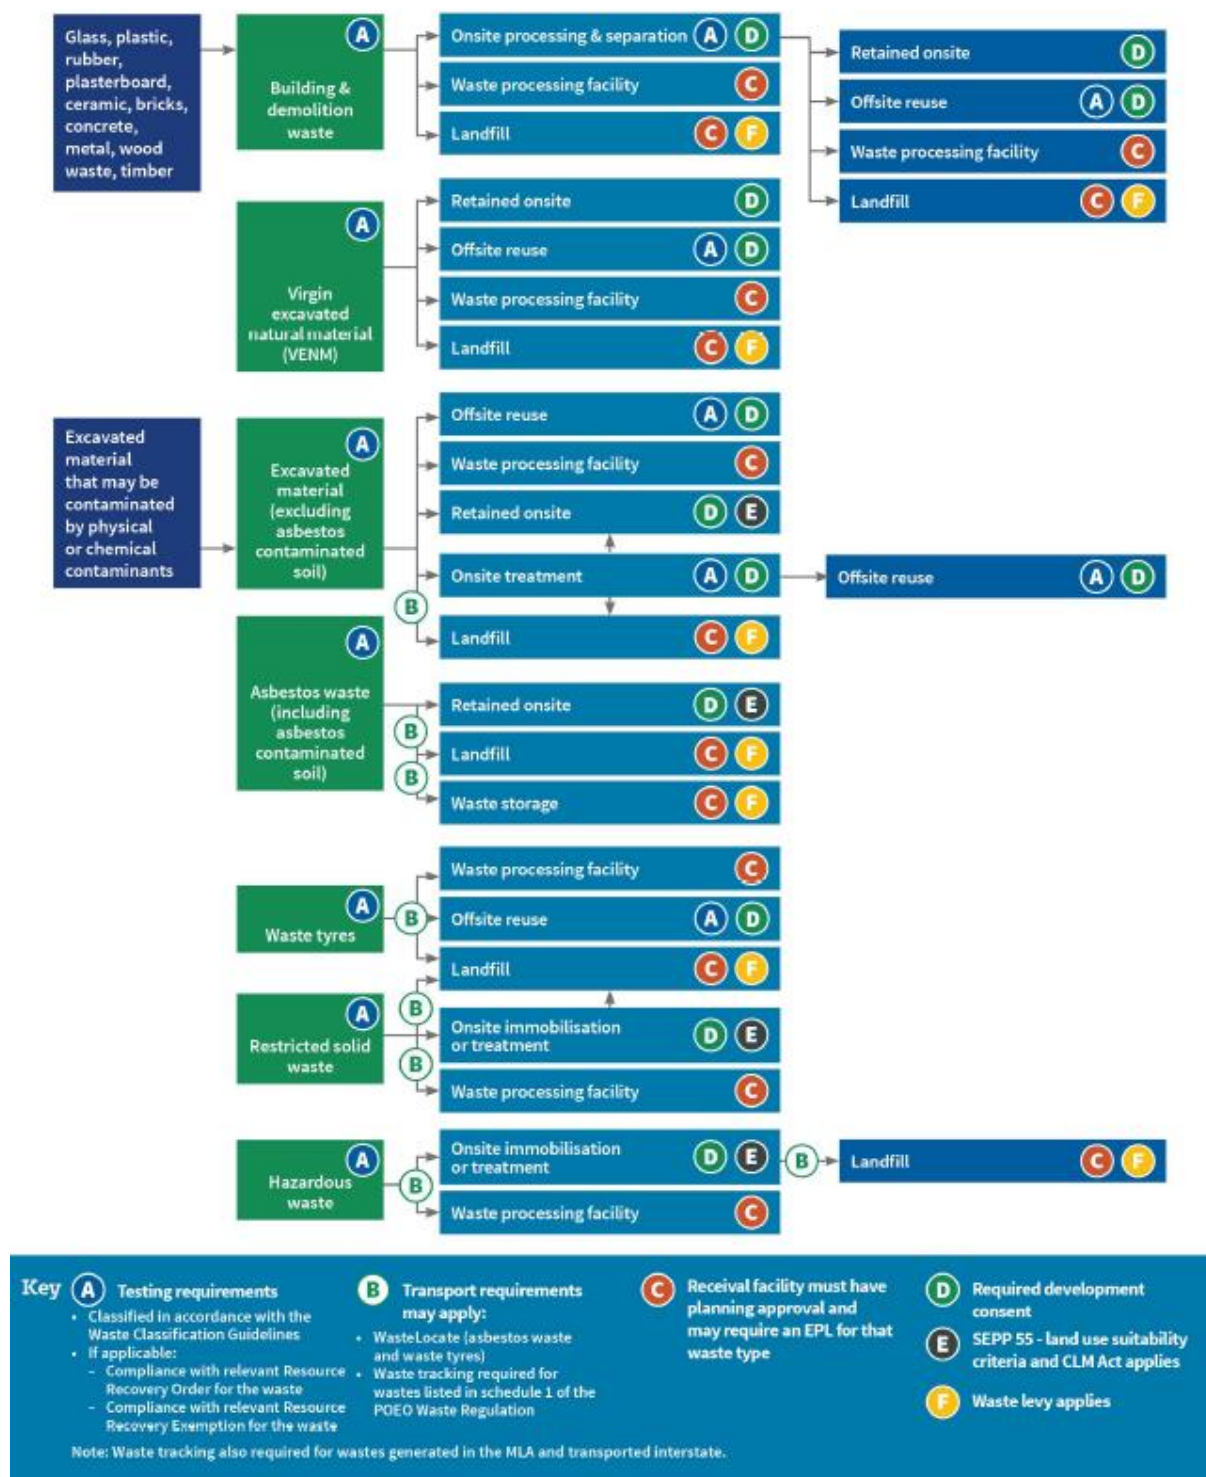 Glass, plastic,
rubber,
plasterboard,
ceramic, bricks,
concrete,
metal, wood
waste, timber
A
Building &
demolition
waste
Onsite processing & separation A D
Waste processing facility C
Landfill C F
Retained onsite D
Offsite reuse A D
Waste processing facility C
Landfill C F
A
Virgin
excavated
natural material
(VENM)
Retained onsite D
Offsite reuse A D
Waste processing facility C
Landfill C F
Excavated
material
that may be
contaminated
by physical
or chemical
contaminants
A
Excavated
material
(excluding
asbestos
contaminated
soil)
B
Offsite reuse A D
Waste processing facility C
Retained onsite D E
Onsite treatment A D
Landfill C F
Offsite reuse A D
A
Asbestos waste
(including
asbestos
contaminated
soil)
B
B
Retained onsite D E
Landfill C F
Waste storage C F
A
Waste tyres
B
Waste processing facility C
Offsite reuse A D
Landfill C F
A
Restricted solid
waste
B
B
Onsite immobilisation
or treatment D E
Waste processing facility C
A
Hazardous
waste
B
Onsite immobilisation
or treatment D E
Waste processing facility C
B
Landfill C F
Key
A Testing requirements
• Classified in accordance with the
Waste Classification Guidelines
• If applicable:
– Compliance with relevant Resource
Recovery Order for the waste
– Compliance with relevant Resource
Recovery Exemption for the waste
B Transport requirements
may apply:
• WasteLocate (asbestos waste
and waste tyres)
• Waste tracking required for
wastes listed in schedule 1 of the
POEO Waste Regulation
C Receival facility must have
planning approval and
may require an EPL for that
waste type
D Required development
consent
E SEPP 55 - land use suitability
criteria and CLM Act applies
F Waste levy applies
Note: Waste tracking also required for wastes generated in the MLA and transported interstate.